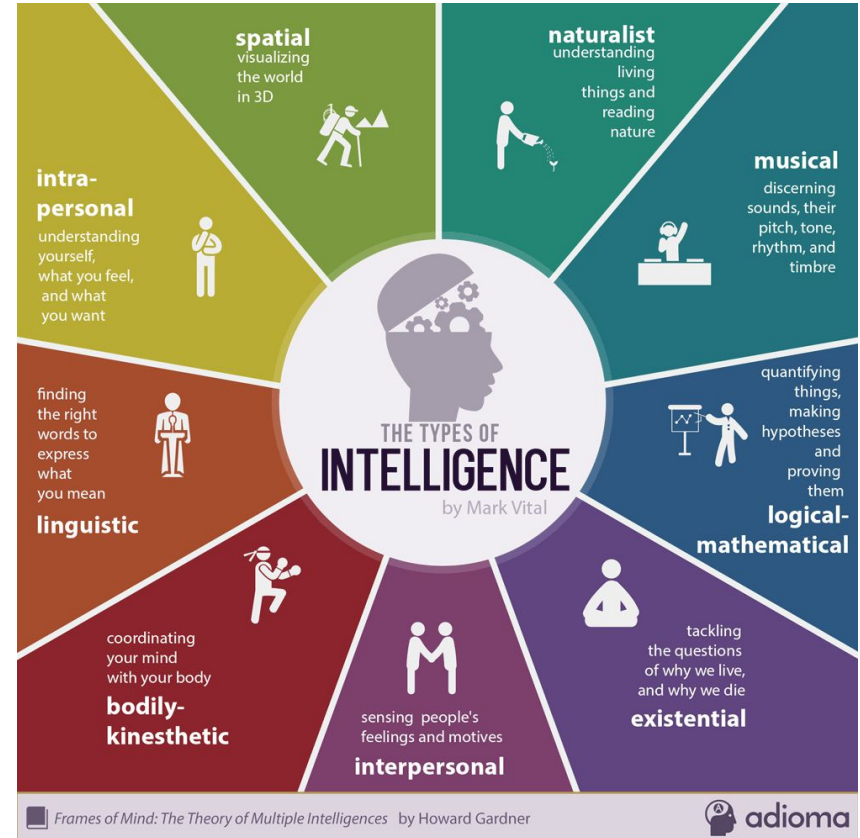 spatial
visualizing
the world
in 3D
naturalist
understanding
living
things and
reading
nature
musical
discerning
sounds, their
pitch, tone,
rhythm, and
timbre
quantifying
things,
making
hypotheses
and
proving
them
logical-
mathematical
tackling
the questions
of why we live,
and why we die
existential
sensing people's
feelings and motives
interpersonal
coordinating
your mind
with your body
bodily-
kinesthetic
finding
the right
words to
express
what
you mean
linguistic
intra-
personal
understanding
yourself,
what you feel,
and what
you want
THE TYPES OF
INTELLIGENCE
by Mark Vital
Frames of Mind: The Theory of Multiple Intelligences by Howard Gardner
A
adioma